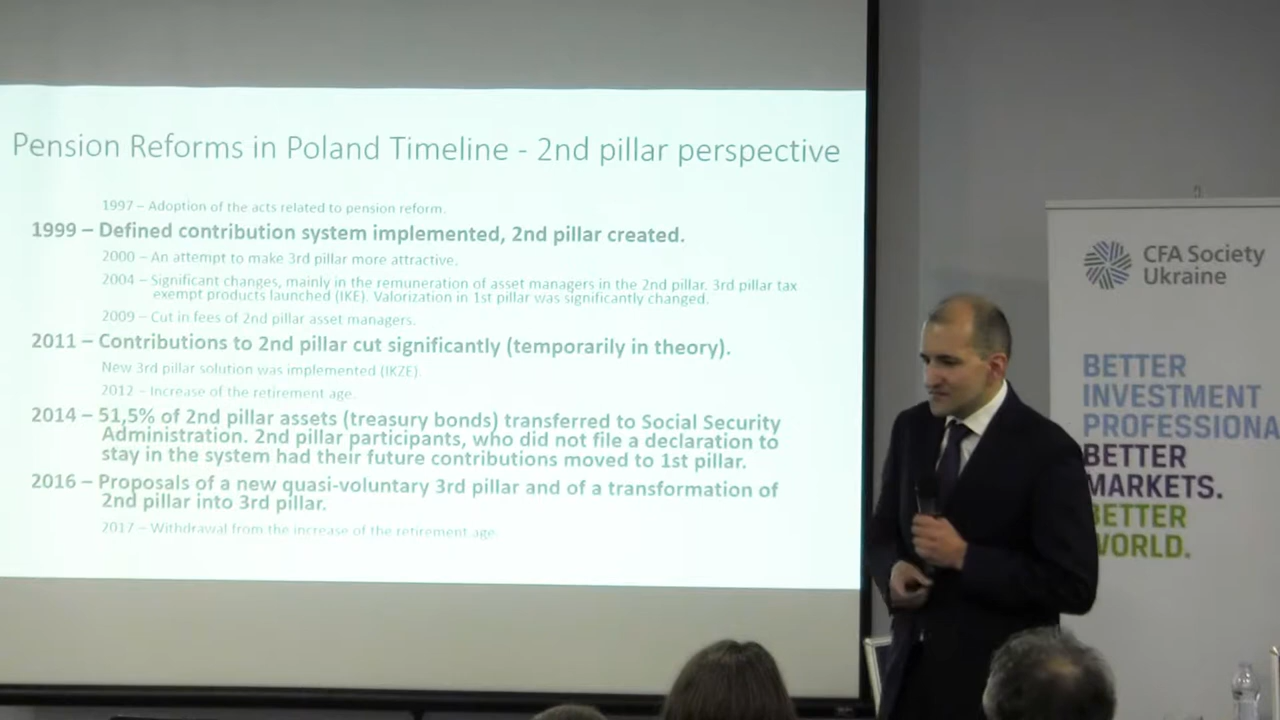 Pension Reforms in Poland Timeline - 2nd pillar perspective
1997 – Adoption of the acts related to pension reform.
1999 – Defined contribution system implemented, 2nd pillar created.
2000 – An attempt to make 3rd pillar more attractive.
2004 – Significant changes, mainly in the remuneration of asset managers in the 2nd pillar. 3rd pillar tax
exempt products launched (IKE). Valorization in 1st pillar was significantly changed.
2009 – Cut in fees of 2nd pillar asset managers.
2011 – Contributions to 2nd pillar cut significantly (temporarily in theory).
New 3rd pillar solution was implemented (IKZE).
2012 – Increase of the retirement age.
2014 – 51,5% of 2nd pillar assets (treasury bonds) transferred to Social Security
Administration. 2nd pillar participants, who did not file a declaration to
stay in the system had their future contributions moved to 1st pillar.
2016 – Proposals of a new quasi-voluntary 3rd pillar and of a transformation of
2nd pillar into 3rd pillar.
2017 – Withdrawal from the increase of the retirement age.
CFA Society
Ukraine
BETTER
INVESTMENT
PROFESSIONA
BETTER
MARKETS.
BETTER
WORLD.